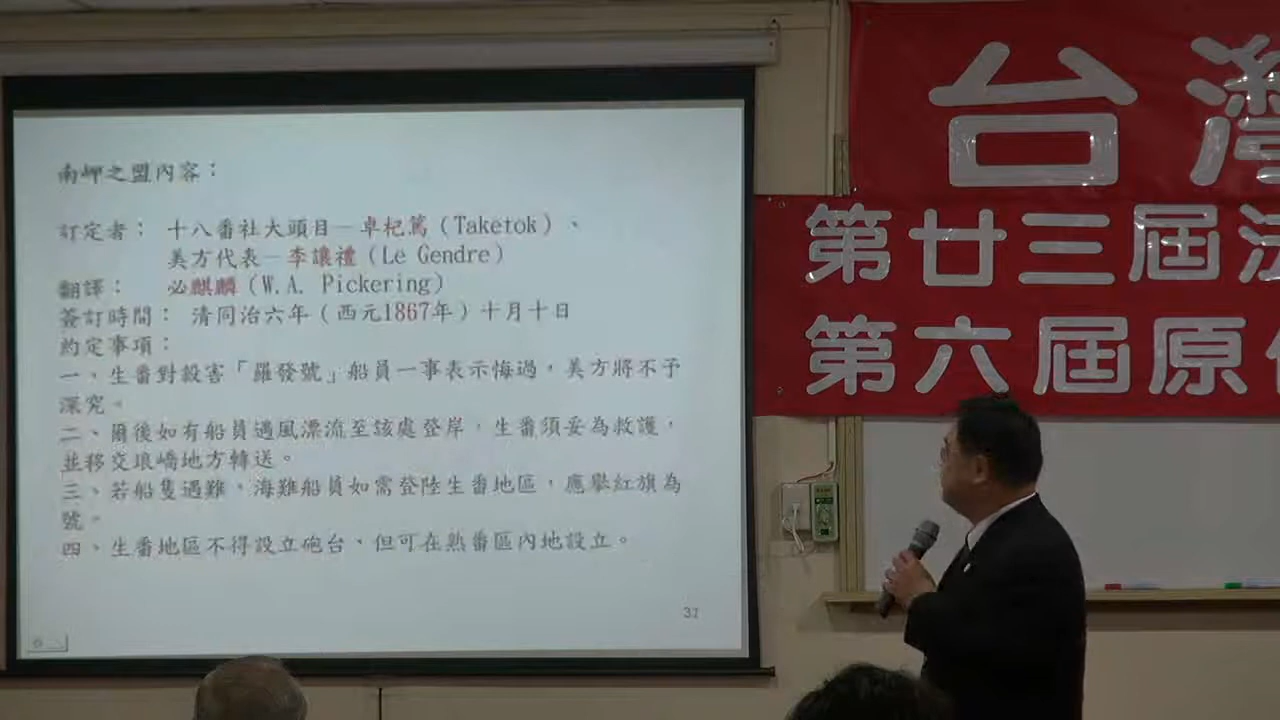 南岬之盟內容：
訂定者： 十八番社大頭目－卓杞篤（Taketok）、
美方代表－李讓禮（Le Gendre）
翻譯： 必麒麟（W.A. Pickering）
簽訂時間： 清同治六年（西元1867年）十月十日
約定事項：
一、生番對殺害「羅發號」船員一事表示悔過，美方將不予
深究。
二、爾後如有船員遇風漂流至該處登岸，生番須妥為救護，
並移交琅嶠地方轉送。
三、若船隻遇難，海難船員如需登陸生番地區，應舉紅旗為
號。
四、生番地區不得設立砲台、但可在熟番區內地設立。
台灣
第廿三屆法
第六屆原住